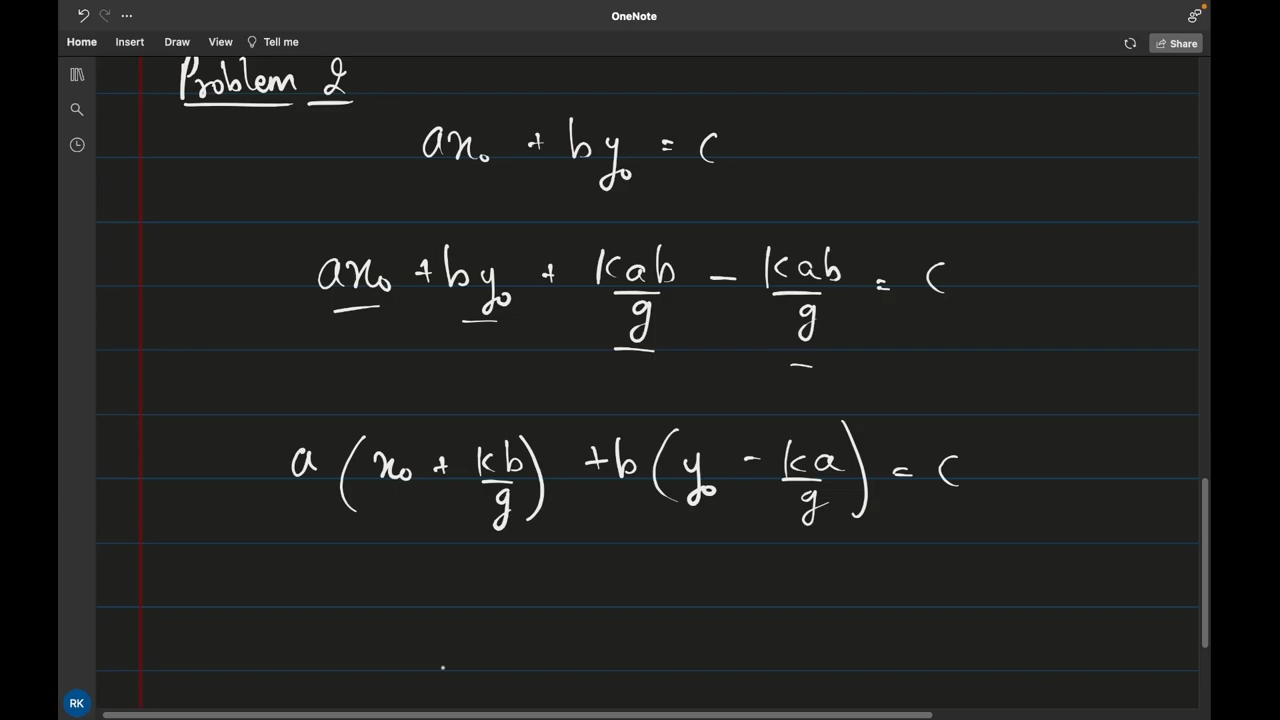 OneNote
Home Insert Draw View Tell me Share
Problem 2
ax₀ + by₀ = c
ax₀ + by₀ + kab/g - kab/g = c
a(x₀ + kb/g) + b(y₀ - ka/g) = c
RK